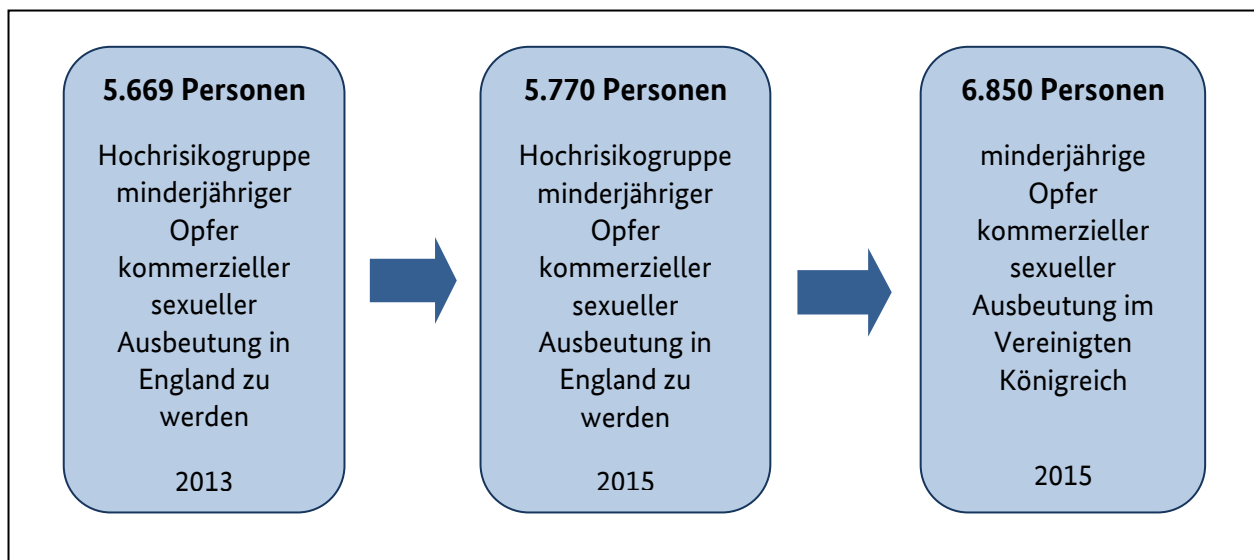 5.669 Personen
Hochrisikogruppe
minderjähriger
Opfer
kommerzieller
sexueller
Ausbeutung in
England zu
werden
2013
5.770 Personen
Hochrisikogruppe
minderjähriger
Opfer
kommerzieller
sexueller
Ausbeutung in
England zu
werden
2015
6.850 Personen
minderjährige
Opfer
kommerzieller
sexueller
Ausbeutung im
Vereinigten
Königreich
2015